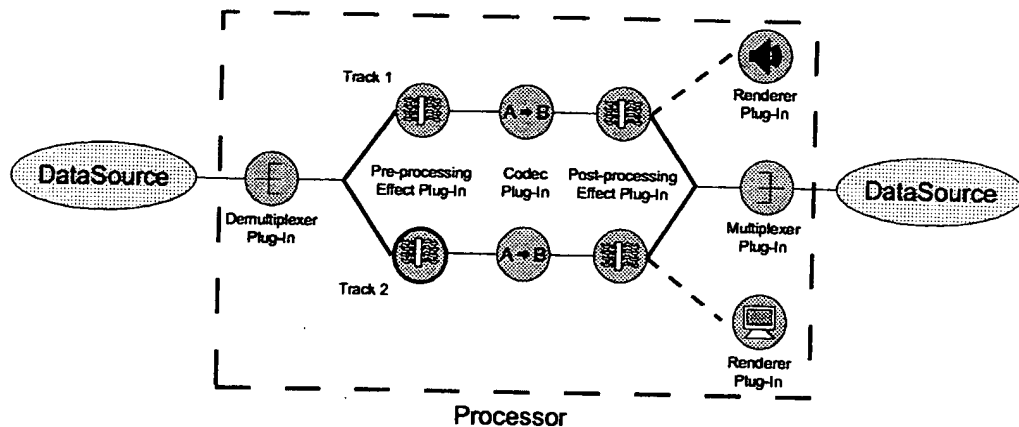 Track 1
Renderer
Plug-In
A→B
DataSource
Pre-processing
Effect Plug-In
Codec
Plug-In
Post-processing
Effect Plug-In
DataSource
Demultiplexer
Plug-In
Multiplexer
Plug-In
A→B
Track 2
Renderer
Plug-In
Processor